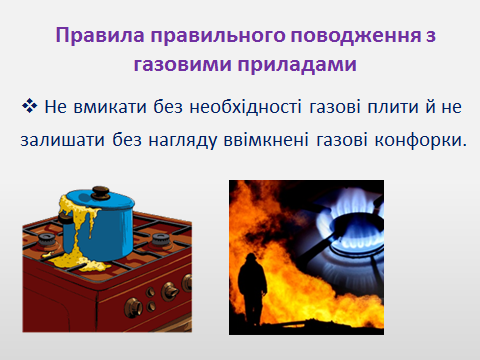 Правила правильного поводження з
газовими приладами
❖ Не вмикати без необхідності газові плити й не
залишати без нагляду ввімкнені газові конфорки.